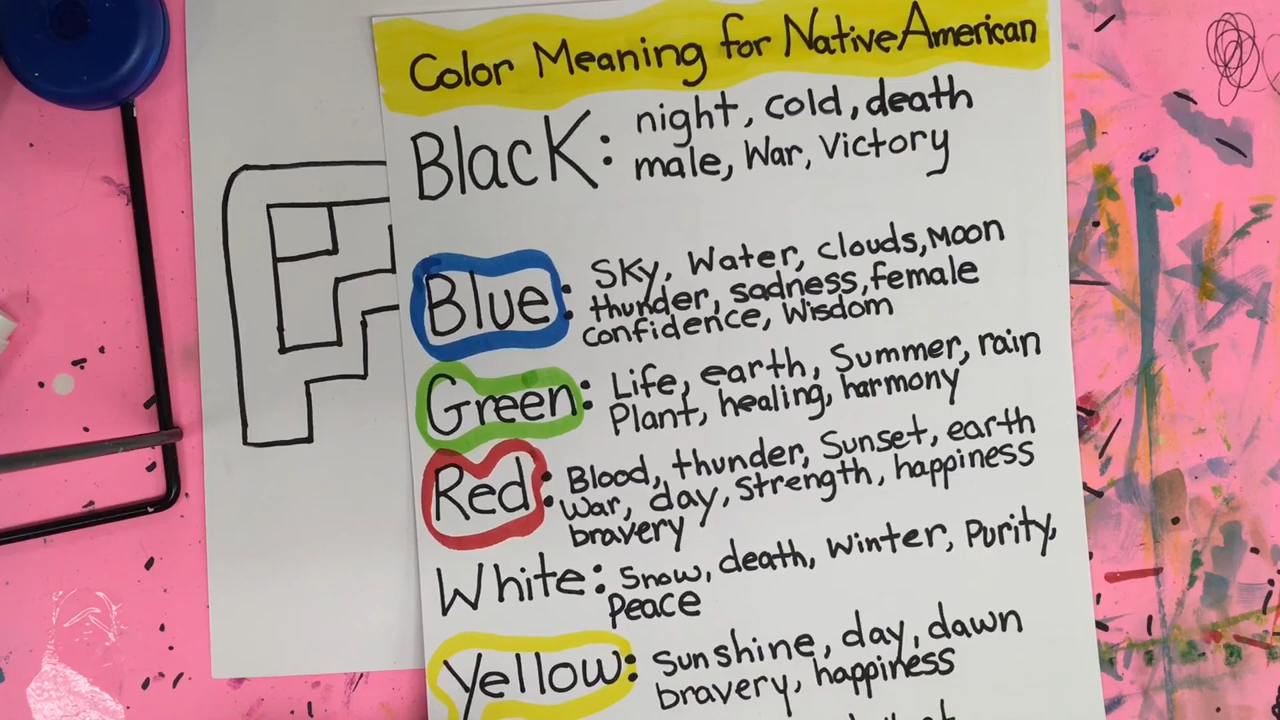 Color Meaning for Native American
Black: night, cold, death
male, War, Victory
Blue: Sky, Water, clouds, Moon
thunder, sadness, female
confidence, Wisdom
Green: Life, earth, Summer, rain
Plant, healing, harmony
Red: Blood, thunder, Sunset, earth
War, day, Strength, happiness
bravery
White: Snow, death, Winter, Purity,
Peace
Yellow: Sunshine, day, dawn
bravery, happiness